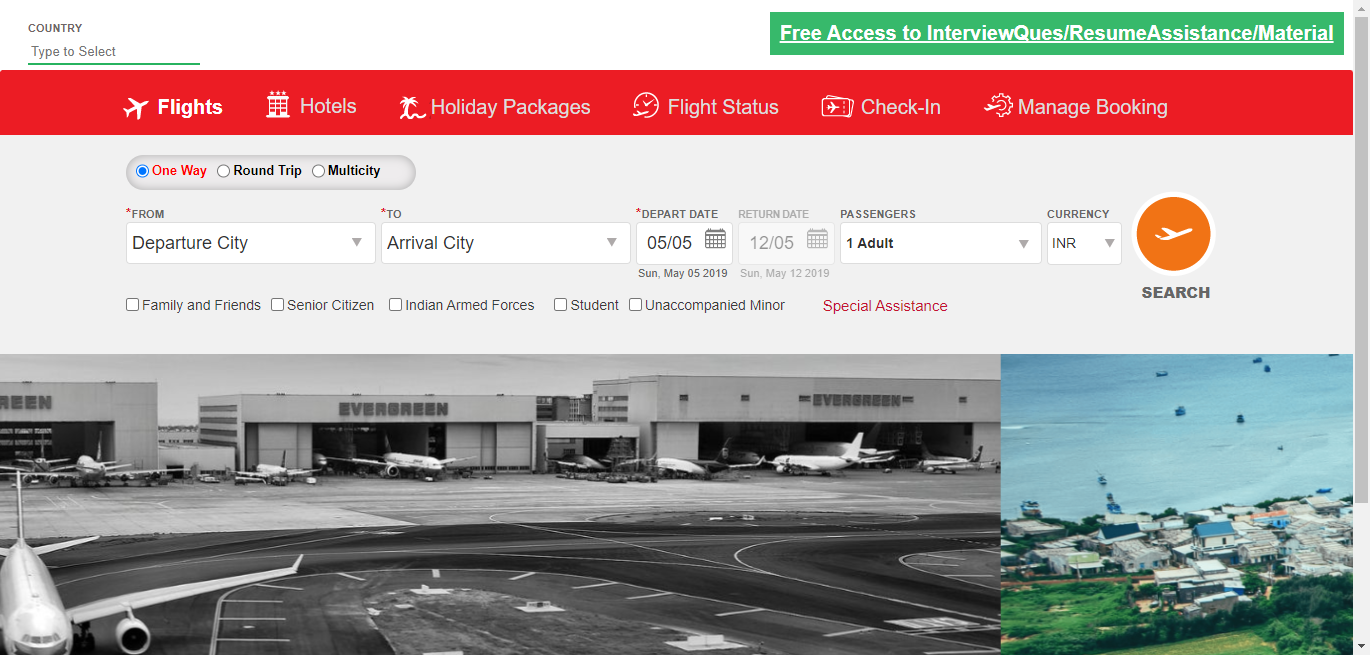 COUNTRY
Type to Select
Free Access to InterviewQues/ResumeAssistance/Material
Flights Hotels Holiday Packages Flight Status Check-In Manage Booking
One Way Round Trip Multicity
*FROM *TO *DEPART DATE RETURN DATE PASSENGERS CURRENCY
Departure City Arrival City 05/05 12/05 1 Adult INR
Sun, May 05 2019 Sun, May 12 2019
SEARCH
Family and Friends Senior Citizen Indian Armed Forces Student Unaccompanied Minor Special Assistance
REEN EVERGREEN EVERGREEN